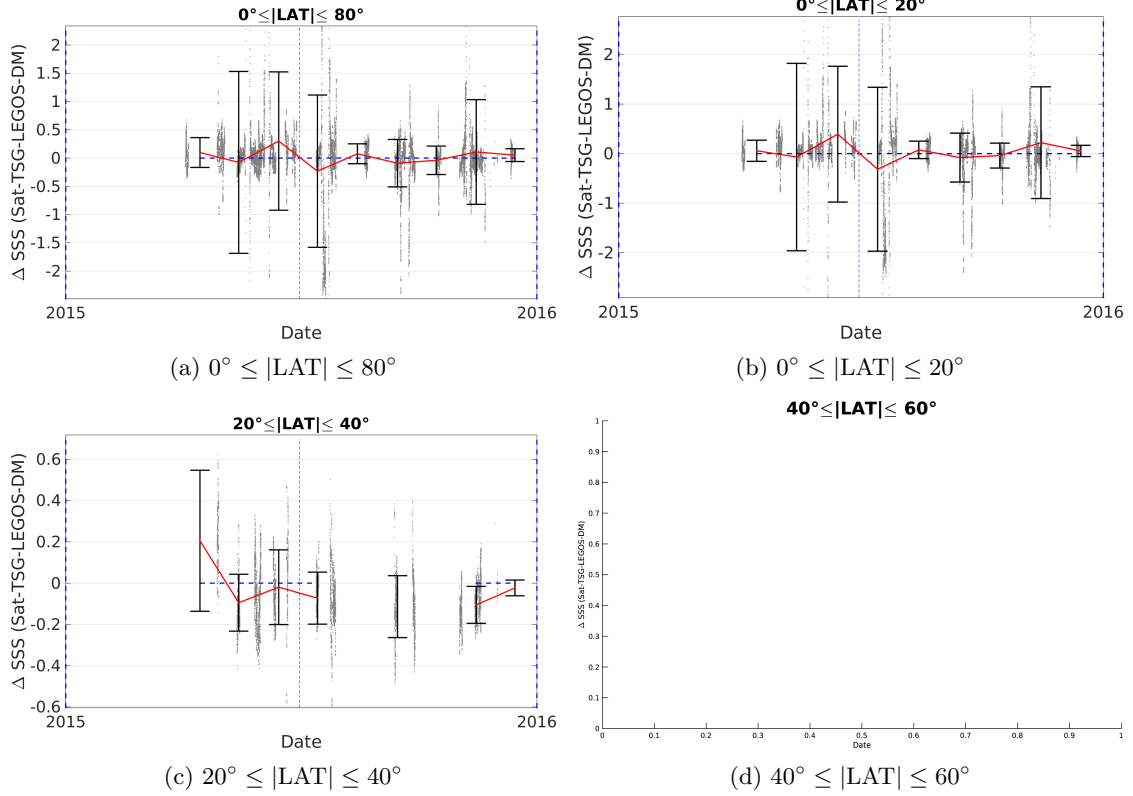 0°≤|LAT|≤ 80°
2
1.5
1
0.5
0
-0.5
-1
-1.5
-2
Δ SSS (Sat-TSG-LEGOS-DM)
2015
2016
Date
(a) 0° ≤ |LAT| ≤ 80°
0°≤|LAT|≤ 20°
2
1
0
-1
-2
Δ SSS (Sat-TSG-LEGOS-DM)
2015
2016
Date
(b) 0° ≤ |LAT| ≤ 20°
20°≤|LAT|≤ 40°
0.6
0.4
0.2
0
-0.2
-0.4
-0.6
Δ SSS (Sat-TSG-LEGOS-DM)
2015
2016
Date
(c) 20° ≤ |LAT| ≤ 40°
40°≤|LAT|≤ 60°
1
0.9
0.8
0.7
0.6
0.5
0.4
0.3
0.2
0.1
0
Δ SSS (Sat-TSG-LEGOS-DM)
0 0.1 0.2 0.3 0.4 0.5 0.6 0.7 0.8 0.9 1
Date
(d) 40° ≤ |LAT| ≤ 60°